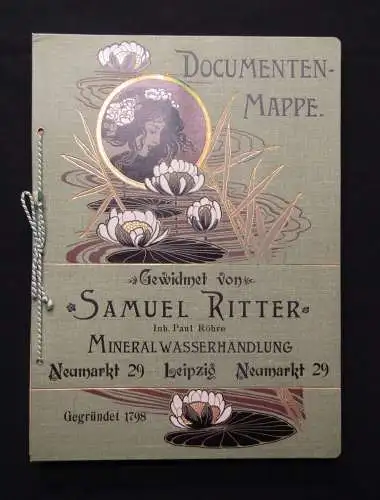 DOCUMENTEN-
MAPPE.
Gewidmet von
SAMUEL RITTER
Inh. Paul Röhre
MINERALWASSERHANDLUNG
Neumarkt 29 Leipzig Neumarkt 29
Gegründet 1798